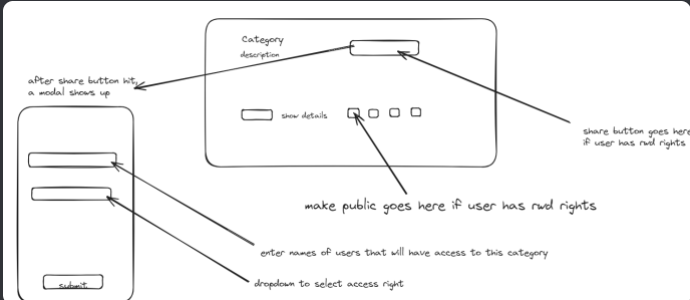 Category
description
after share button hit,
a modal shows up
show details
share button goes here
if user has rwd rights
make public goes here if user has rwd rights
enter names of users that will have access to this category
dropdown to select access right
submit